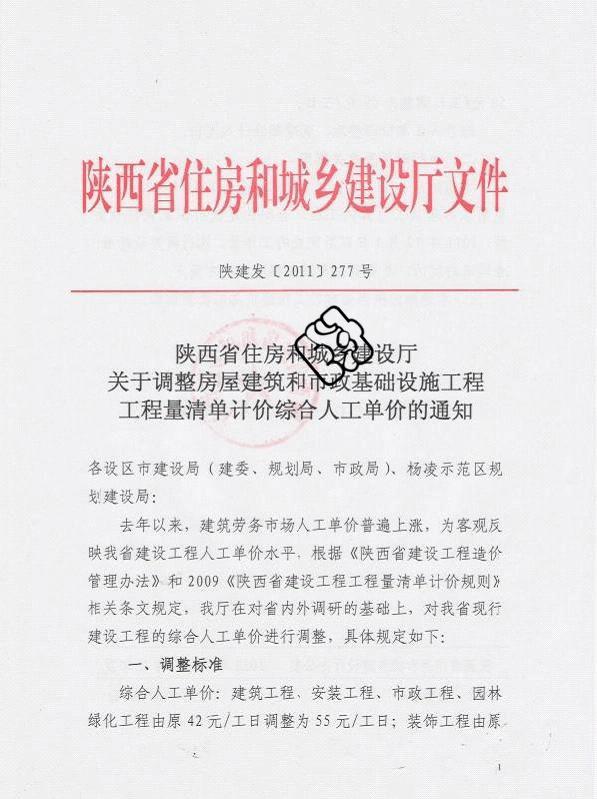 陕西省住房和城乡建设厅文件
陕建发〔2011〕277号
陕西省住房和城乡建设厅
关于调整房屋建筑和市政基础设施工程
工程量清单计价综合人工单价的通知
各设区市建设局（建委、规划局、市政局）、杨凌示范区规
划建设局：
去年以来，建筑劳务市场人工单价普遍上涨，为客观反
映我省建设工程人工单价水平，根据《陕西省建设工程造价
管理办法》和2009《陕西省建设工程工程量清单计价规则》
相关条文规定，我厅在对省内外调研的基础上，对我省现行
建设工程的综合人工单价进行调整，具体规定如下：
一、调整标准
综合人工单价：建筑工程、安装工程、市政工程、园林
绿化工程由原42元/工日调整为55元/工日；装饰工程由原
1